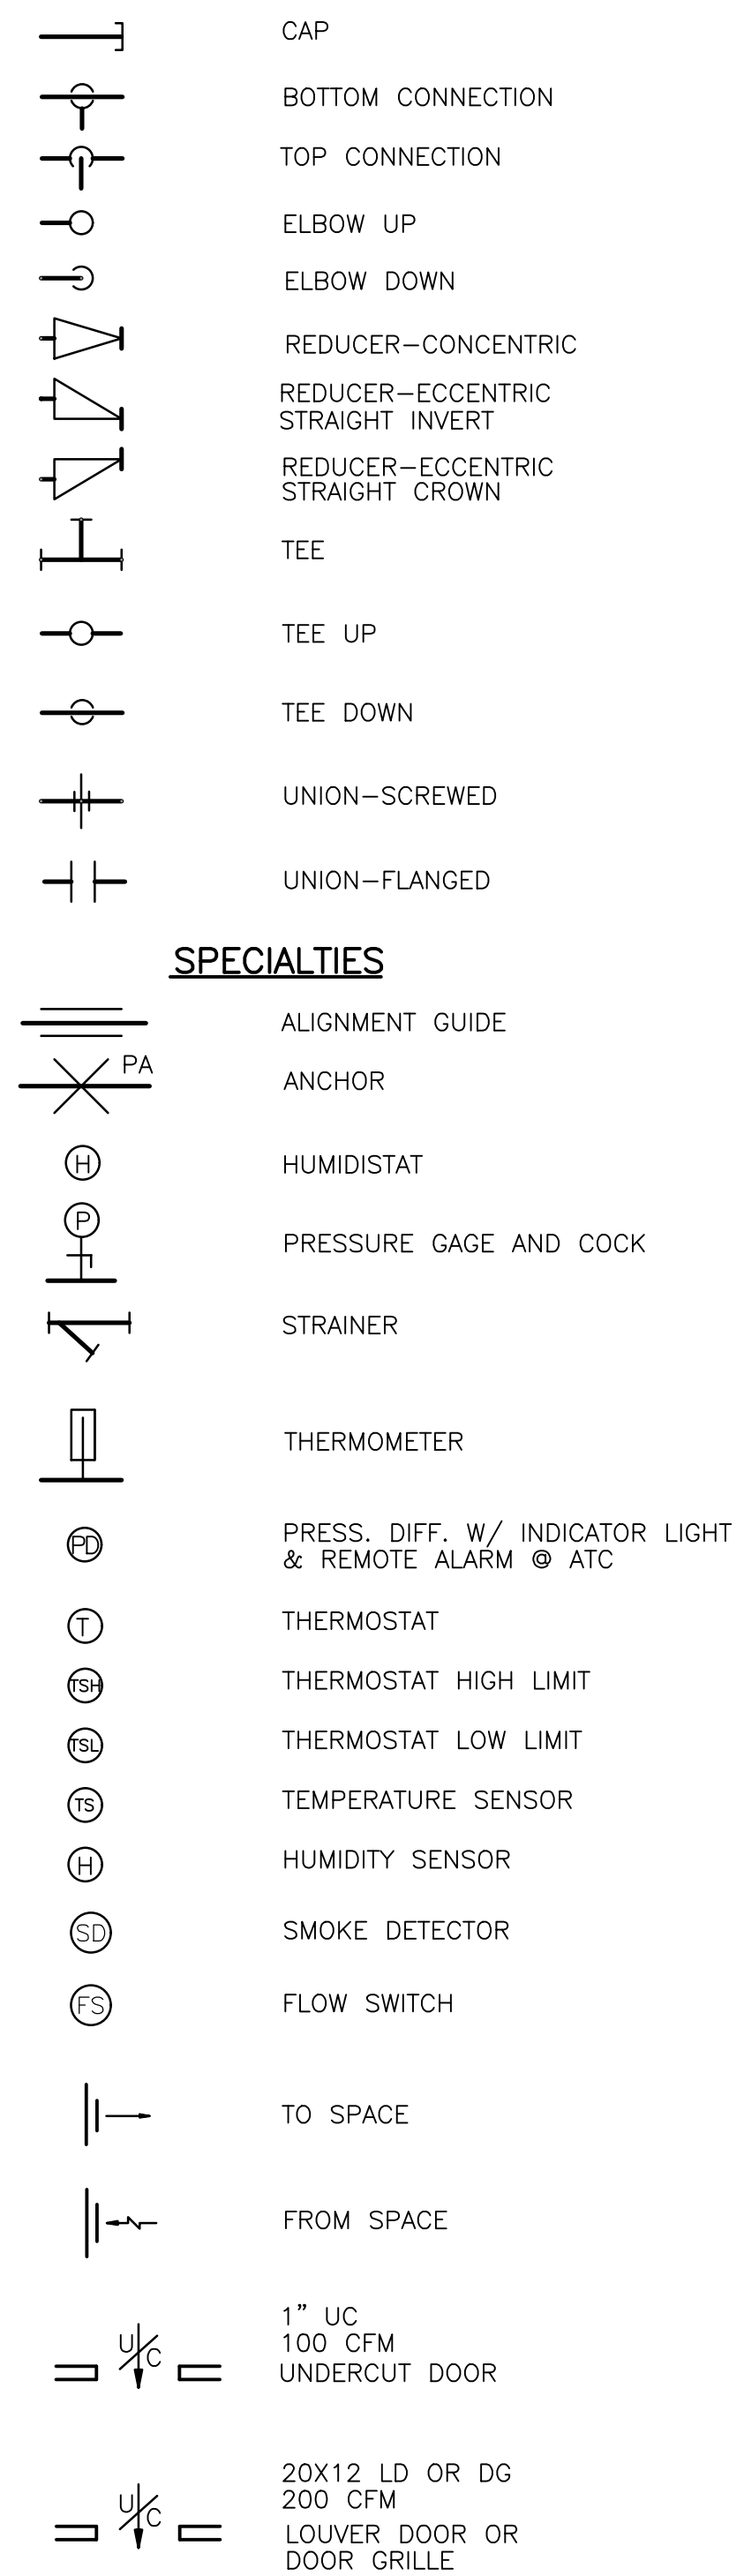 CAP
BOTTOM CONNECTION
TOP CONNECTION
ELBOW UP
ELBOW DOWN
REDUCER-CONCENTRIC
REDUCER-ECCENTRIC
STRAIGHT INVERT
REDUCER-ECCENTRIC
STRAIGHT CROWN
TEE
TEE UP
TEE DOWN
UNION-SCREWED
UNION-FLANGED
SPECIALTIES
ALIGNMENT GUIDE
PA
ANCHOR
H HUMIDISTAT
P
PRESSURE GAGE AND COCK
STRAINER
THERMOMETER
PD PRESS. DIFF. W/ INDICATOR LIGHT
& REMOTE ALARM @ ATC
T THERMOSTAT
TSH THERMOSTAT HIGH LIMIT
TSL THERMOSTAT LOW LIMIT
TS TEMPERATURE SENSOR
H HUMIDITY SENSOR
SD SMOKE DETECTOR
FS FLOW SWITCH
TO SPACE
FROM SPACE
1" UC
U/C 100 CFM
UNDERCUT DOOR
20X12 LD OR DG
U/C 200 CFM
LOUVER DOOR OR
DOOR GRILLE